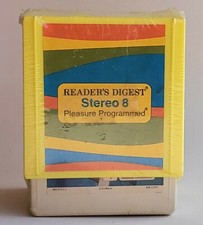 READER'S DIGEST
Stereo 8
Pleasure Programmed